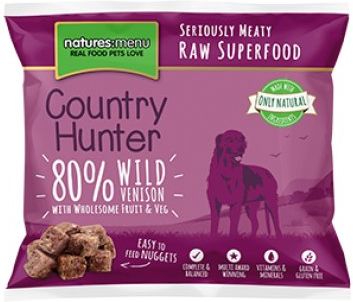 natures:menu
REAL FOOD PETS LOVE
SERIOUSLY MEATY
RAW SUPERFOOD
MADE WITH
ONLY NATURAL
INGREDIENTS
Country
Hunter
80% WILD
VENISON
WITH WHOLESOME FRUIT & VEG
EASY TO
FEED NUGGETS
COMPLETE &
BALANCED
MULTI AWARD
WINNING
VITAMINS &
MINERALS
GRAIN &
GLUTEN FREE